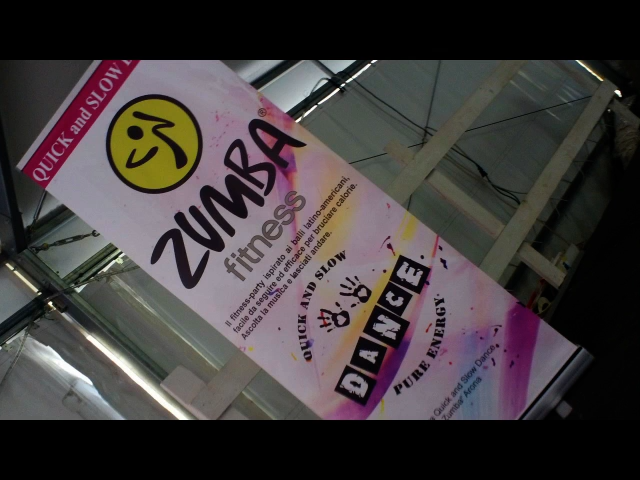 QUICK and SLOW
ZUMBA®
fitness
Il fitness-party ispirato ai balli latino-americani,
facile da seguire ed efficace per bruciare calorie.
Ascolta la musica e lasciati andare.
QUICK AND SLOW
DANCE
PURE ENERGY
Quick and Slow Dance
Zumba Arona